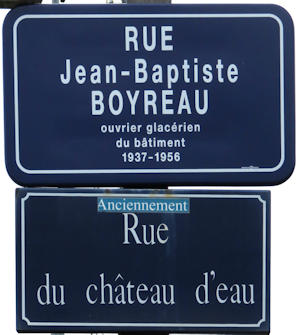 RUE
Jean-Baptiste
BOYREAU
ouvrier glacérien
du bâtiment
1937-1956
Anciennement
Rue
du château d'eau